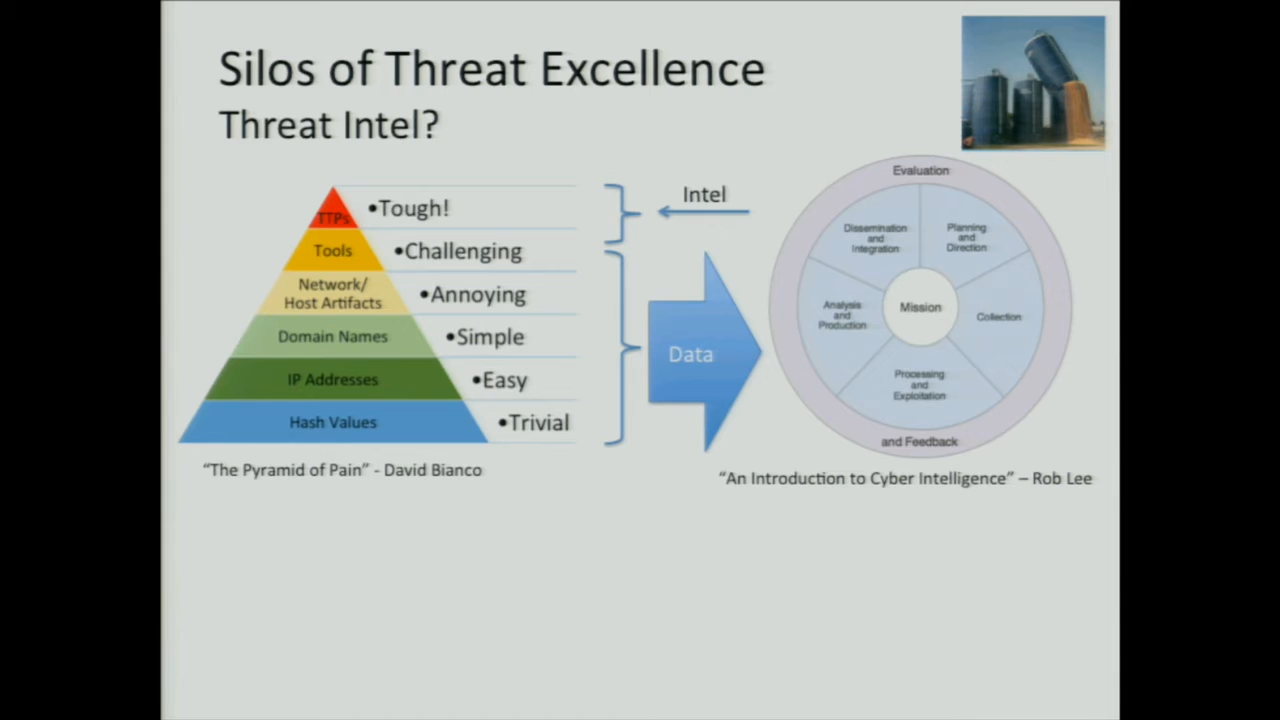 Silos of Threat Excellence
Threat Intel?
TTPs
•Tough!
Tools
•Challenging
Network/
Host Artifacts
•Annoying
Domain Names
•Simple
IP Addresses
•Easy
Hash Values
•Trivial
"The Pyramid of Pain" - David Bianco
Intel
Data
Evaluation
Dissemination
and
Integration
Planning
and
Direction
Analysis
and
Production
Mission
Collection
Processing
and
Exploitation
and Feedback
"An Introduction to Cyber Intelligence" – Rob Lee